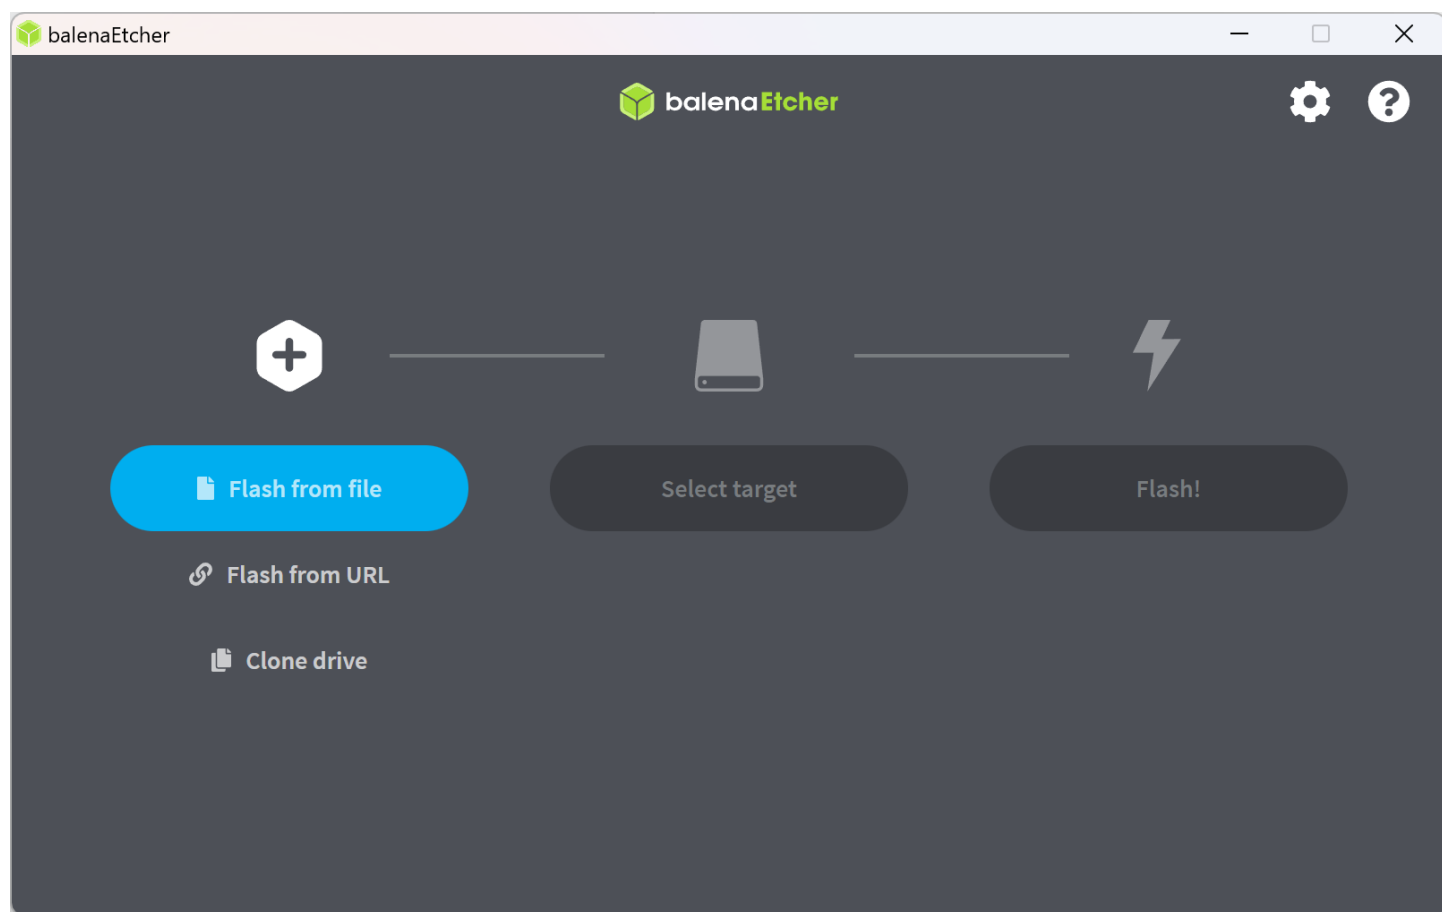 balenaEtcher
balenaEtcher
Flash from file
Select target
Flash!
Flash from URL
Clone drive